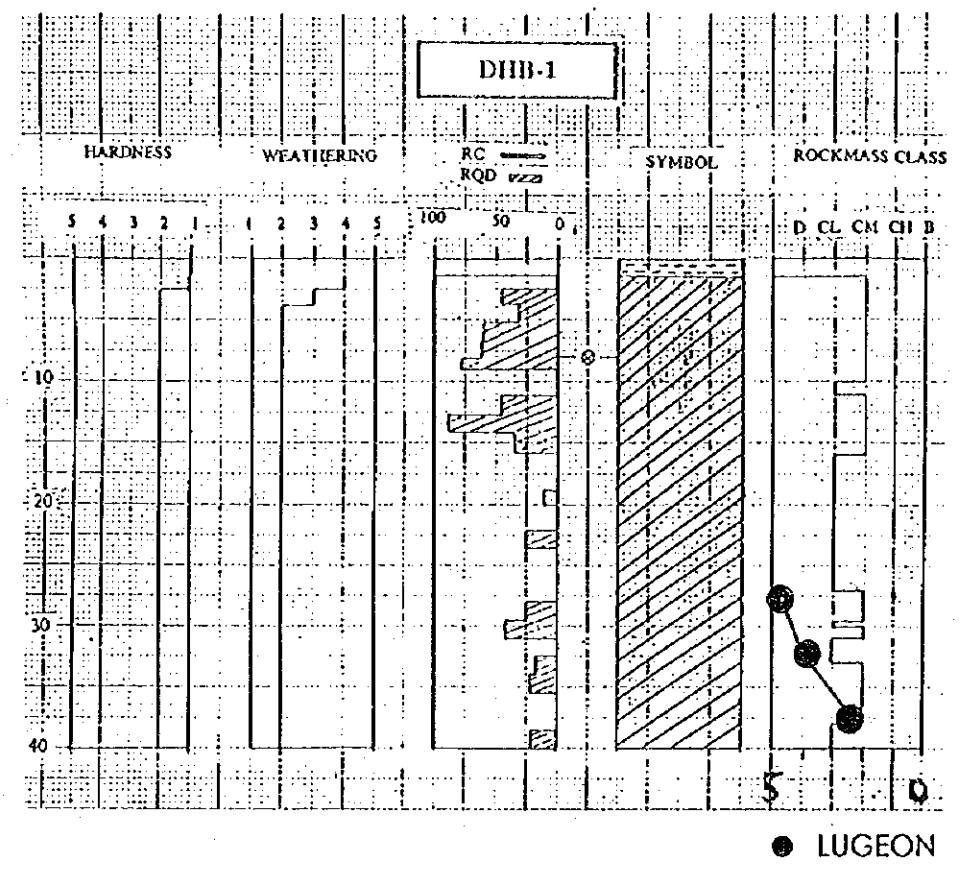 DHB-1
HARDNESS WEATHERING RC SYMBOL ROCKMASS CLASS
RQD
5 4 3 2 1 1 2 3 4 5 100 50 0 D CL CM CH B
10
20
30
40
5 0
LUGEON